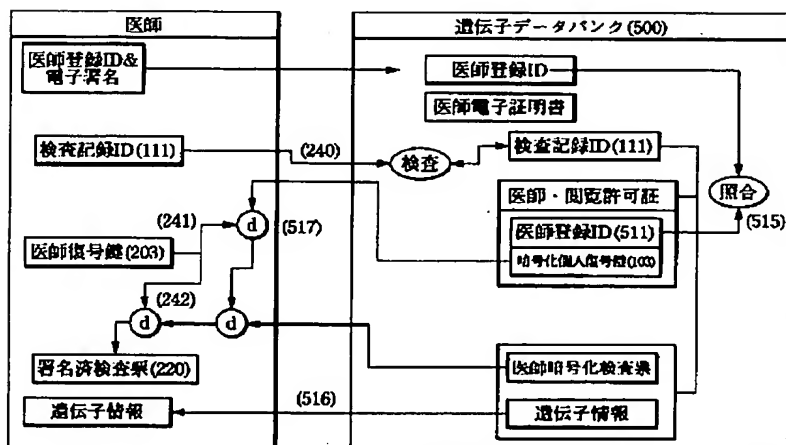 医師
遺伝子データバンク(500)
医師登録ID&
電子署名
医師登録ID
医師電子証明書
検査記録ID(111)
(240)
検査
検査記録ID(111)
照合
医師・閲覧許可証
(241)
d
(517)
医師登録ID(511)
(515)
医師復号鍵(203)
暗号化個人復号鍵(103)
(242)
d
d
署名済検査票(220)
医師暗号化検査票
遺伝子情報
(516)
遺伝子情報